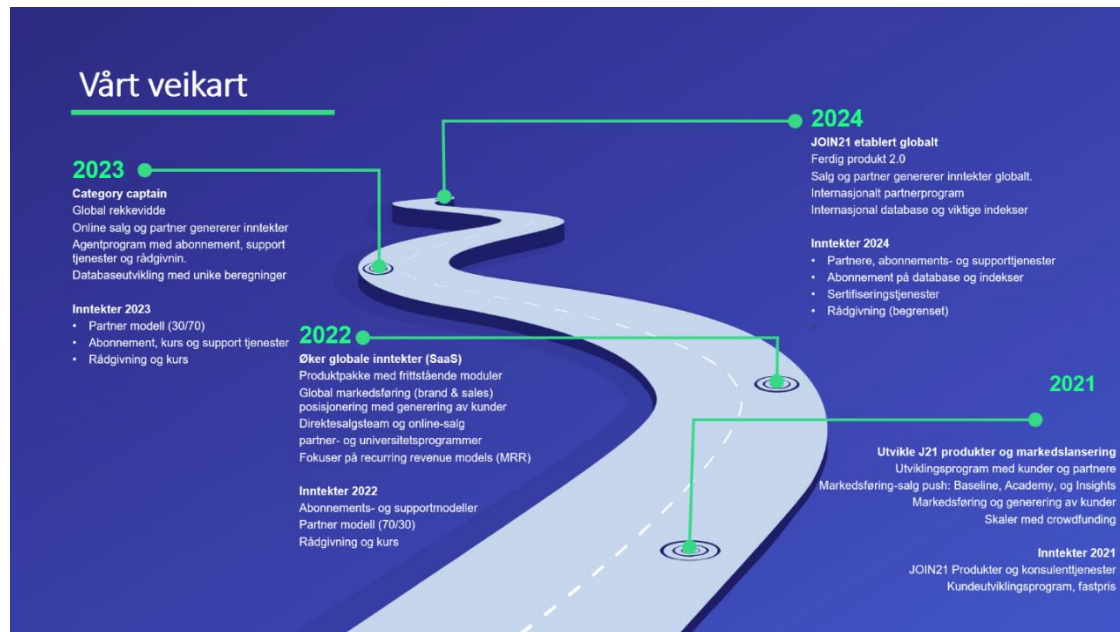 Vårt veikart
2023
Category captain
Global rekkevidde
Online salg og partner genererer inntekter
Agentprogram med abonnement, support
tjenester og rådgivnin.
Databaseutvikling med unike beregninger
Inntekter 2023
• Partner modell (30/70)
• Abonnement, kurs og support tjenester
• Rådgivning og kurs
2022
Øker globale inntekter (SaaS)
Produktpakke med frittstående moduler
Global markedsføring (brand & sales)
posisjonering med generering av kunder
Direktesalgsteam og online-salg
partner- og universitetsprogrammer
Fokuser på recurring revenue models (MRR)
Inntekter 2022
Abonnements- og supportmodeller
Partner modell (70/30)
Rådgivning og kurs
2024
JOIN21 etablert globalt
Ferdig produkt 2.0
Salg og partner genererer inntekter globalt.
Internasjonalt partnerprogram
Internasjonal database og viktige indekser
Inntekter 2024
• Partnere, abonnements- og supporttjenester
• Abonnement på database og indekser
• Sertifiseringstjenester
• Rådgivning (begrenset)
•
2021
Utvikle J21 produkter og markedslansering
Utviklingsprogram med kunder og partnere
Markedsføring-salg push: Baseline, Academy, og Insights
Markedsføring og generering av kunder
Skaler med crowdfunding
Inntekter 2021
JOIN21 Produkter og konsulenttjenester
Kundeutviklingsprogram, fastpris